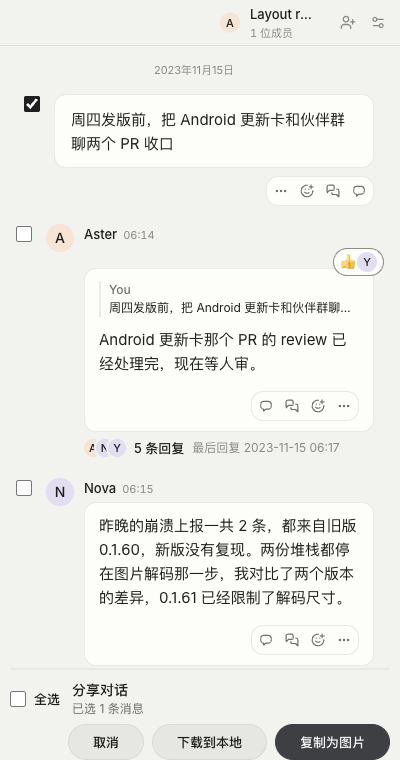 A
Layout r...
1 位成员
2023年11月15日
周四发版前，把 Android 更新卡和伙伴群
聊两个 PR 收口
A
Aster 06:14
👍 Y
You
周四发版前，把 Android 更新卡和伙伴群聊...
Android 更新卡那个 PR 的 review 已
经处理完，现在等人审。
A N Y 5 条回复 最后回复 2023-11-15 06:17
N
Nova 06:15
昨晚的崩溃上报一共 2 条，都来自旧版
0.1.60，新版没有复现。两份堆栈都停
在图片解码那一步，我对比了两个版本
的差异，0.1.61 已经限制了解码尺寸。
全选
分享对话
已选 1 条消息
取消
下载到本地
复制为图片